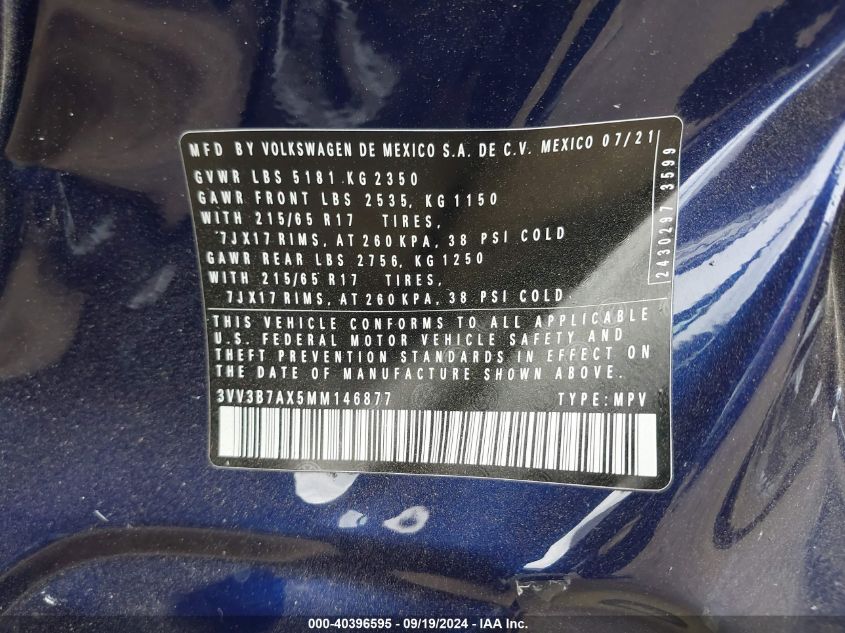 MFD BY VOLKSWAGEN DE MEXICO S.A. DE C.V. MEXICO 07/21
GVWR LBS 5181 KG 2350
GAWR FRONT LBS 2535, KG 1150
WITH 215/65 R17 TIRES,
7JX17 RIMS, AT 260 KPA, 38 PSI COLD
GAWR REAR LBS 2756, KG 1250
WITH 215/65 R17 TIRES,
7JX17 RIMS, AT 260 KPA, 38 PSI COLD
2430297 3599
THIS VEHICLE CONFORMS TO ALL APPLICABLE
U.S. FEDERAL MOTOR VEHICLE SAFETY AND
THEFT PREVENTION STANDARDS IN EFFECT ON
THE DATE OF MANUFACTURE SHOWN ABOVE.
3VV3B7AX5MM146877 TYPE: MPV
000-40396595 - 09/19/2024 - IAA Inc.